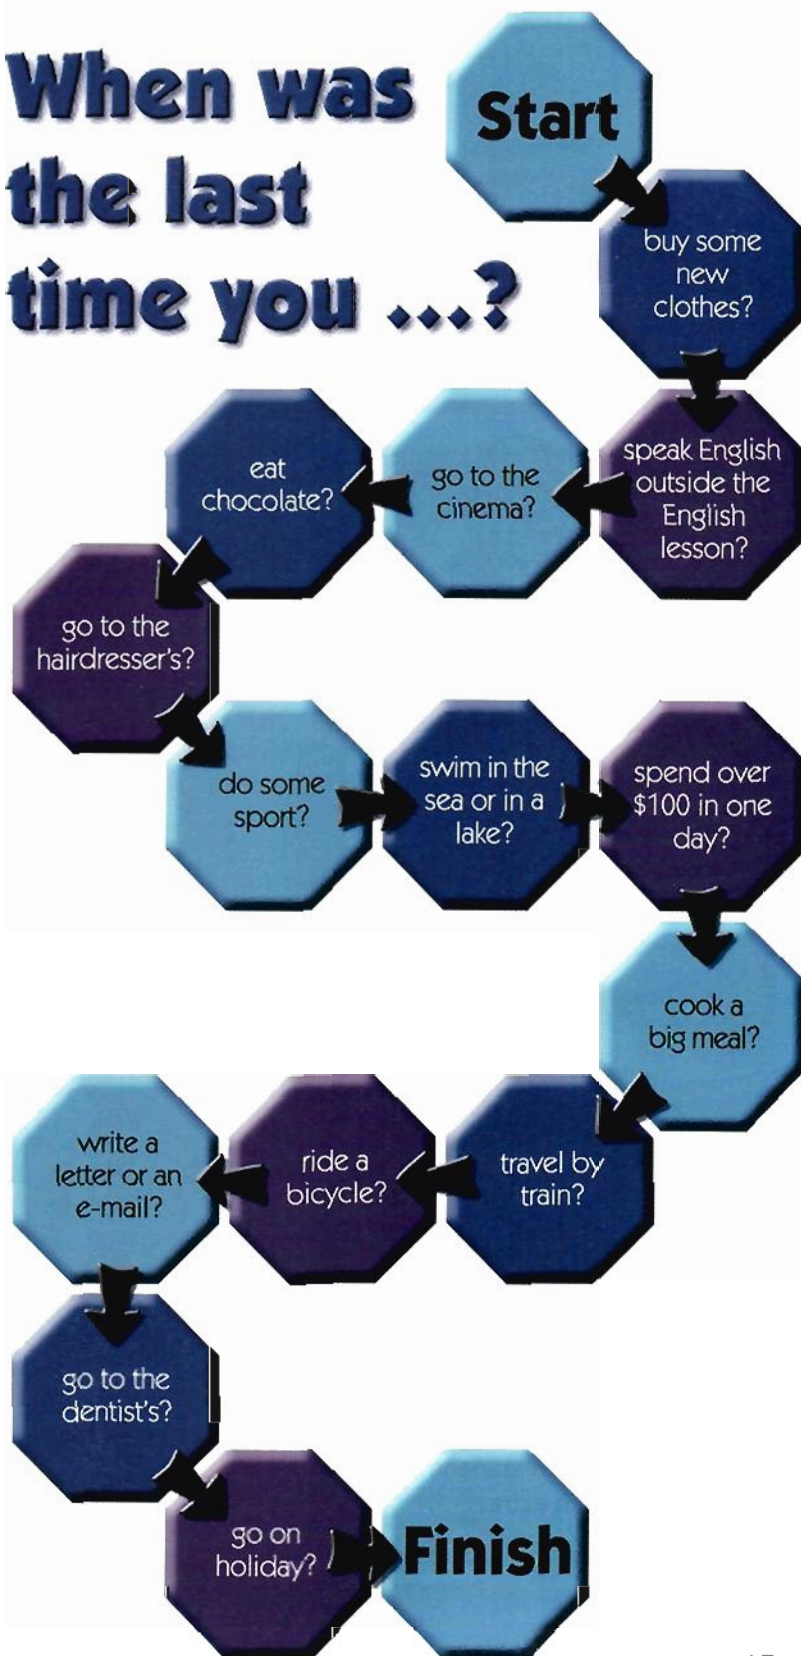 When was
the last
time you ...?
Start
buy some
new
clothes?
speak English
outside the
English
lesson?
go to the
cinema?
eat
chocolate?
go to the
hairdresser's?
do some
sport?
swim in the
sea or in a
lake?
spend over
$100 in one
day?
cook a
big meal?
travel by
train?
ride a
bicycle?
write a
letter or an
e-mail?
go to the
dentist's?
go on
holiday?
Finish